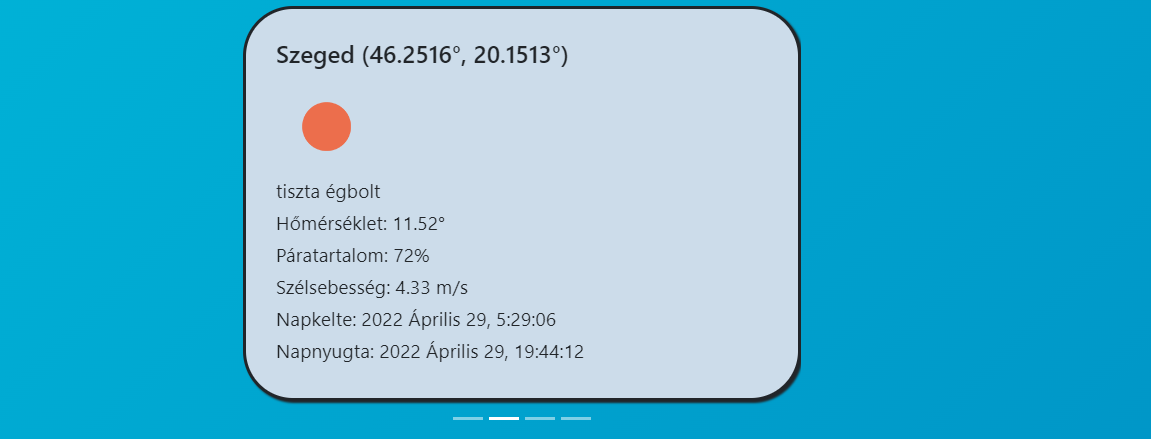 Szeged (46.2516°, 20.1513°)
tiszta égbolt
Hőmérséklet: 11.52°
Páratartalom: 72%
Szélsebesség: 4.33 m/s
Napkelte: 2022 Április 29, 5:29:06
Napnyugta: 2022 Április 29, 19:44:12